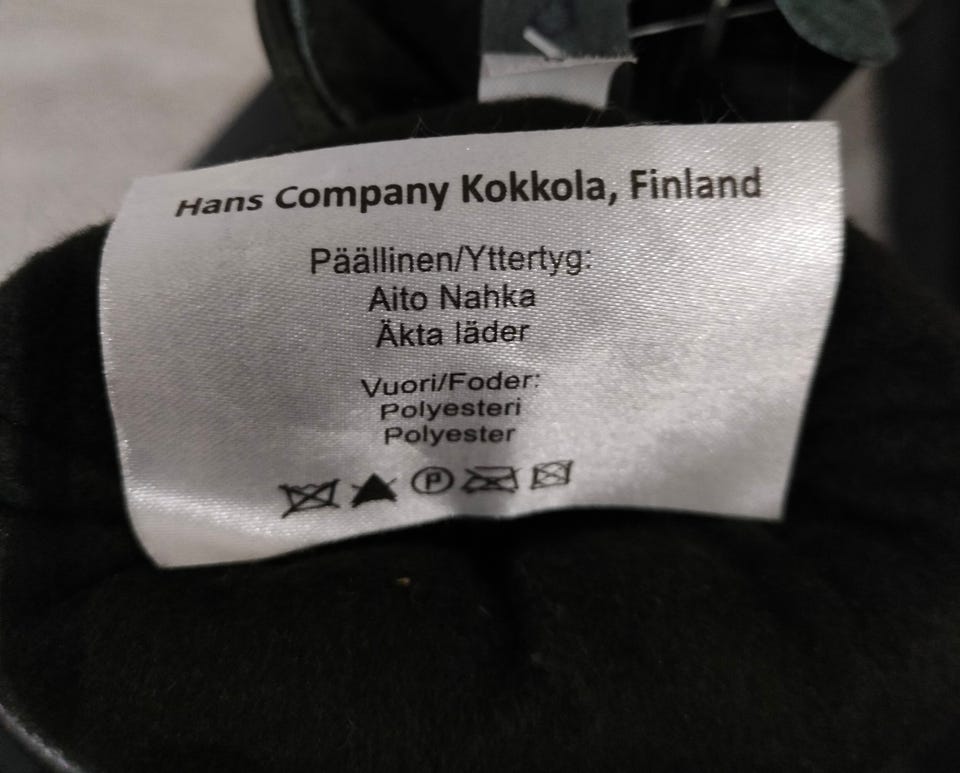 Hans Company Kokkola, Finland
Päällinen/Yttertyg:
Aito Nahka
Äkta läder
Vuori/Foder:
Polyesteri
Polyester
P